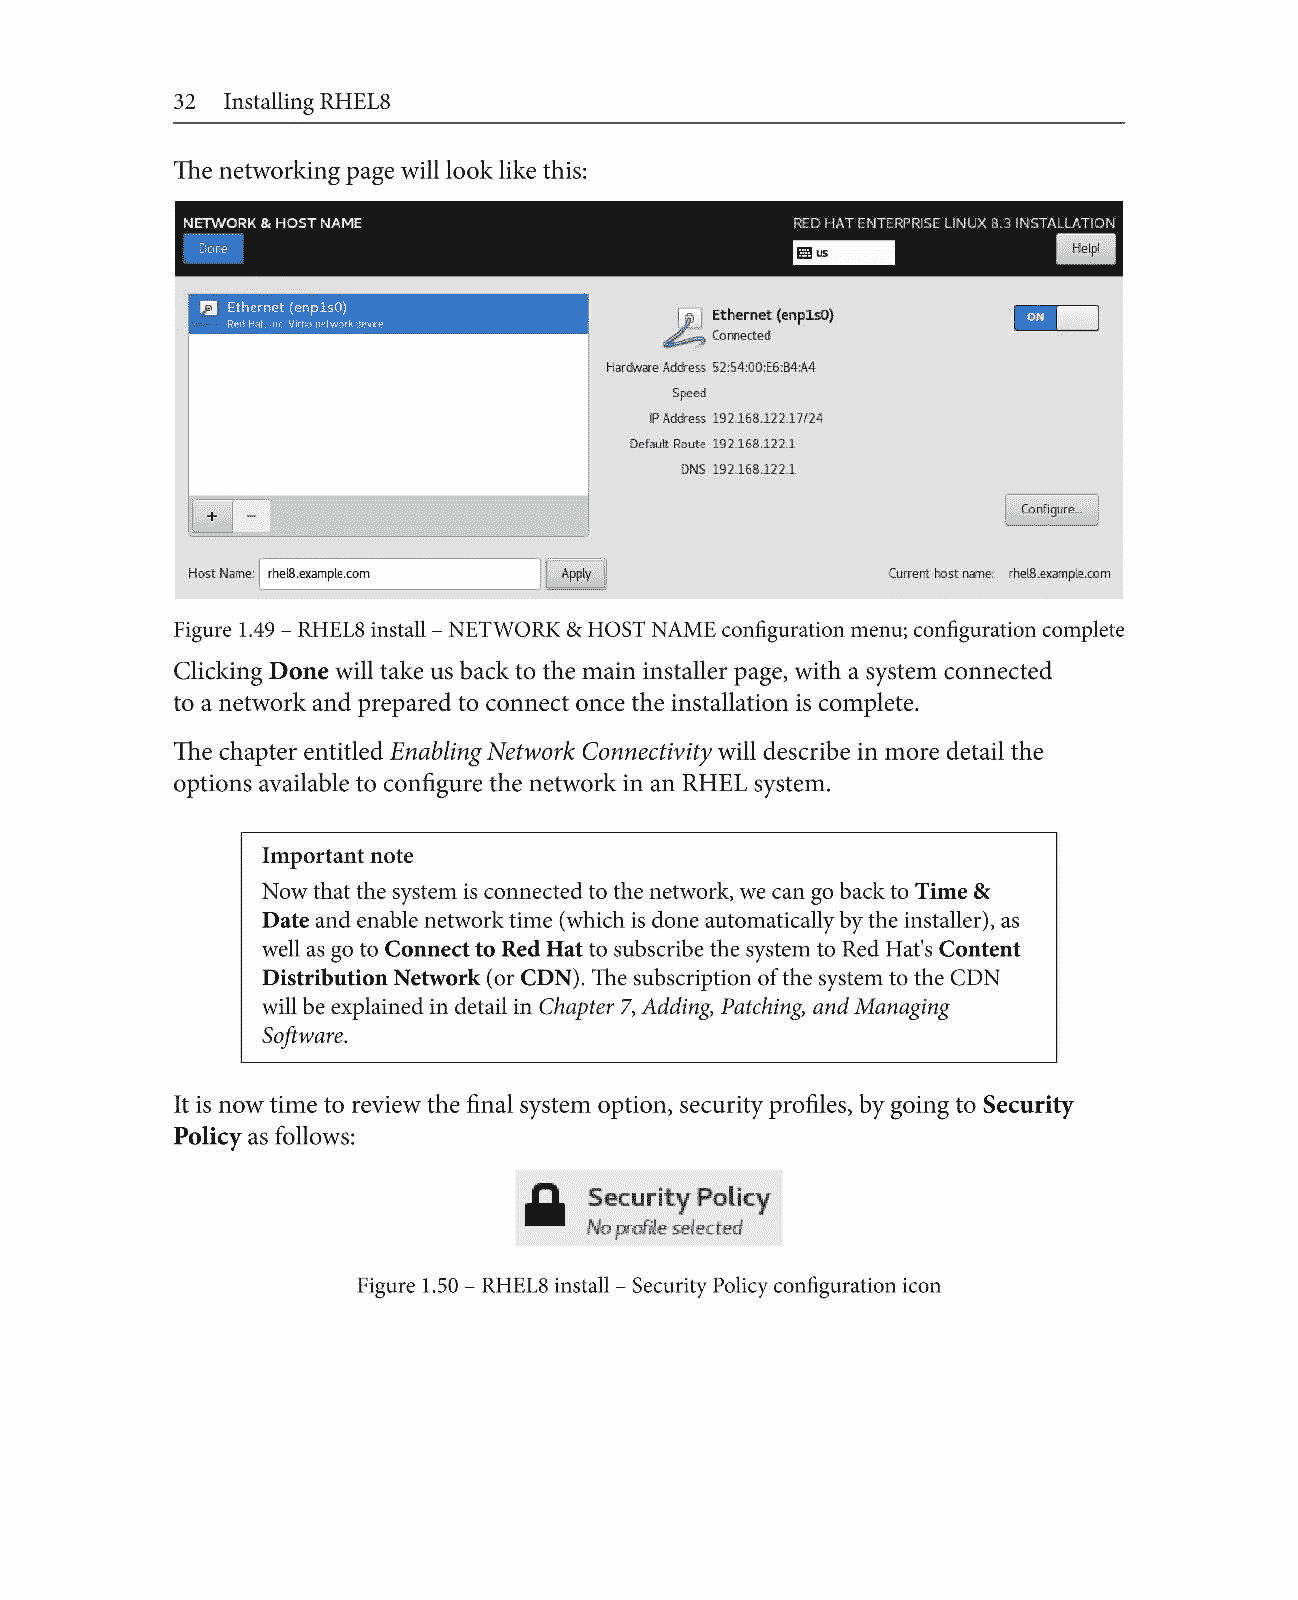 32 Installing RHEL8
The networking page will look like this:
NETWORK & HOST NAME
RED HAT ENTERPRISE LINUX 8.3 INSTALLATION
Done
us
Help!
Ethernet (enp1s0)
Red Hat, Inc. Virtio network device
Ethernet (enp1s0)
Connected
ON
Hardware Address 52:54:00:E6:B4:A4
Speed
IP Address 192.168.122.17/24
Default Route 192.168.122.1
DNS 192.168.122.1
+ −
Configure...
Host Name: rhel8.example.com Apply Current host name: rhel8.example.com
Figure 1.49 – RHEL8 install – NETWORK & HOST NAME configuration menu; configuration complete
Clicking Done will take us back to the main installer page, with a system connected
to a network and prepared to connect once the installation is complete.
The chapter entitled Enabling Network Connectivity will describe in more detail the
options available to configure the network in an RHEL system.
Important note
Now that the system is connected to the network, we can go back to Time &
Date and enable network time (which is done automatically by the installer), as
well as go to Connect to Red Hat to subscribe the system to Red Hat's Content
Distribution Network (or CDN). The subscription of the system to the CDN
will be explained in detail in Chapter 7, Adding, Patching, and Managing
Software.
It is now time to review the final system option, security profiles, by going to Security
Policy as follows:
Security Policy
No profile selected
Figure 1.50 – RHEL8 install – Security Policy configuration icon